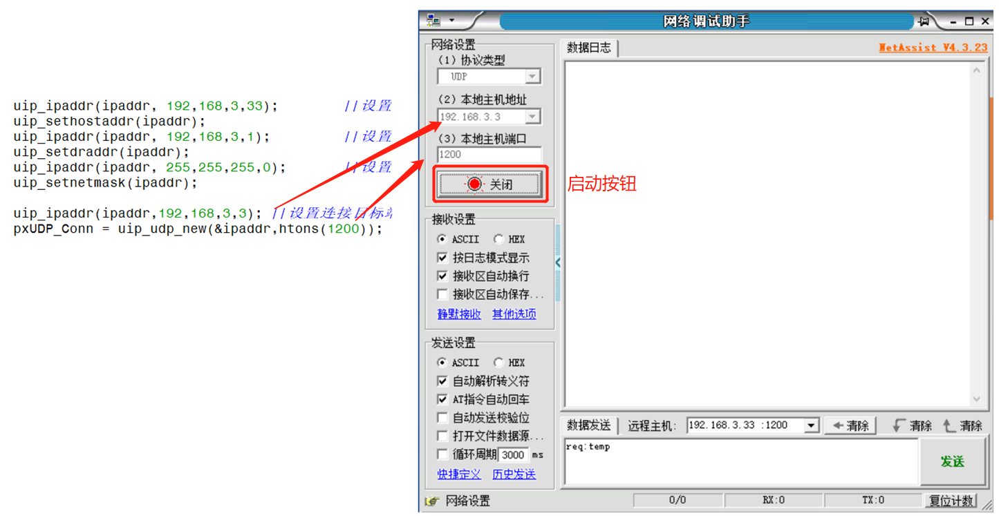 uip_ipaddr(ipaddr, 192,168,3,33); //设置
uip_sethostaddr(ipaddr);
uip_ipaddr(ipaddr, 192,168,3,1); //设置
uip_setdraddr(ipaddr);
uip_ipaddr(ipaddr, 255,255,255,0); //设置
uip_setnetmask(ipaddr);
uip_ipaddr(ipaddr,192,168,3,3); //设置连接目标
pxUDP_Conn = uip_udp_new(&ipaddr,htons(1200));
网络调试助手
网络设置
(1) 协议类型
UDP
(2) 本地主机地址
192.168.3.3
(3) 本地主机端口
1200
关闭
启动按钮
接收设置
ASCII HEX
按日志模式显示
接收区自动换行
接收区自动保存...
静默接收 其他选项
发送设置
ASCII HEX
自动解析转义符
AT指令自动回车
自动发送校验位
打开文件数据源...
循环周期 3000 ms
快捷定义 历史发送
数据日志 NetAssist V4.3.23
数据发送 远程主机: 192.168.3.33 :1200 清除 清除 清除
req:temp
发送
网络设置 0/0 RX:0 TX:0 复位计数